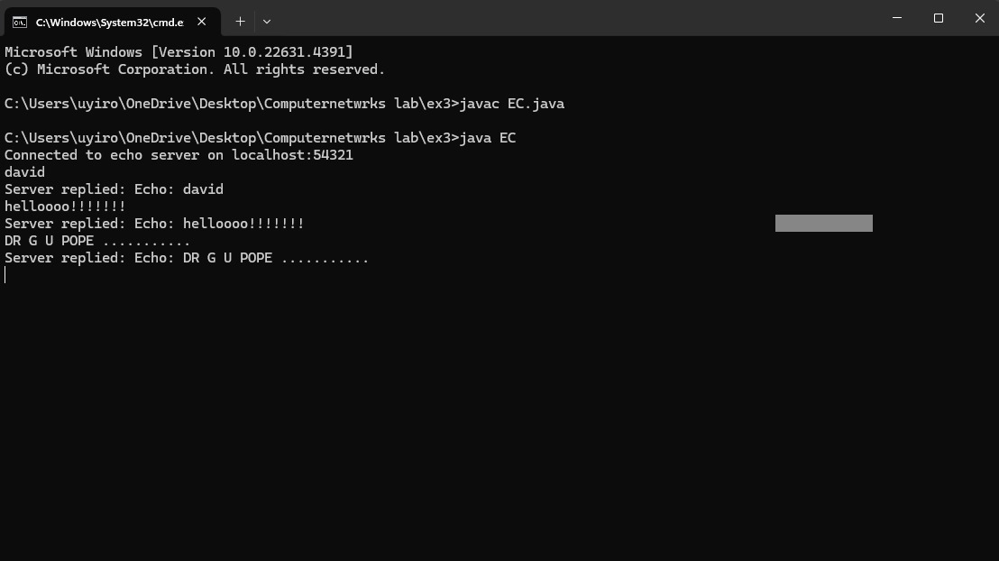 C:\Windows\System32\cmd.e
Microsoft Windows [Version 10.0.22631.4391]
(c) Microsoft Corporation. All rights reserved.
C:\Users\uyiro\OneDrive\Desktop\Computernetwrks lab\ex3>javac EC.java
C:\Users\uyiro\OneDrive\Desktop\Computernetwrks lab\ex3>java EC
Connected to echo server on localhost:54321
david
Server replied: Echo: david
helloooo!!!!!!!
Server replied: Echo: helloooo!!!!!!!
DR G U POPE ...........
Server replied: Echo: DR G U POPE ...........